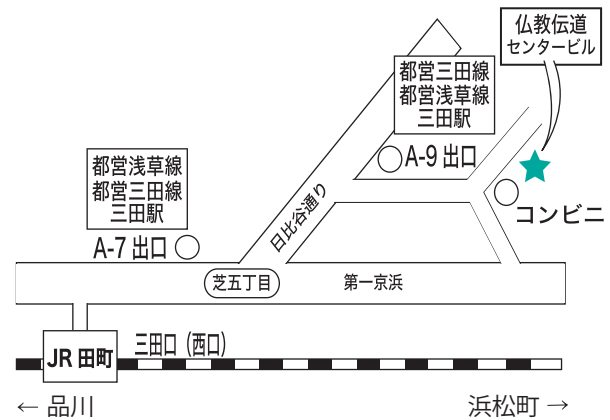 仏教伝道
センタービル
都営三田線
都営浅草線
三田駅
A-9 出口
コンビニ
都営浅草線
都営三田線
三田駅
A-7 出口
日比谷通り
芝五丁目
第一京浜
三田口（西口）
JR 田町
← 品川
浜松町 →